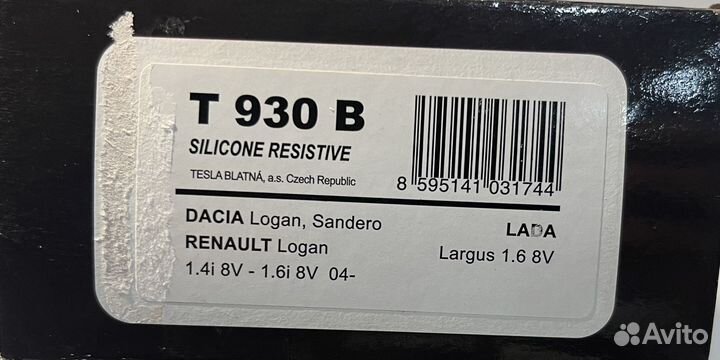 T 930 B
SILICONE RESISTIVE
TESLA BLATNÁ, a.s. Czech Republic
8 595141 031744
DACIA Logan, Sandero
RENAULT Logan
1.4i 8V - 1.6i 8V 04-
LADA
Largus 1.6 8V
Avito